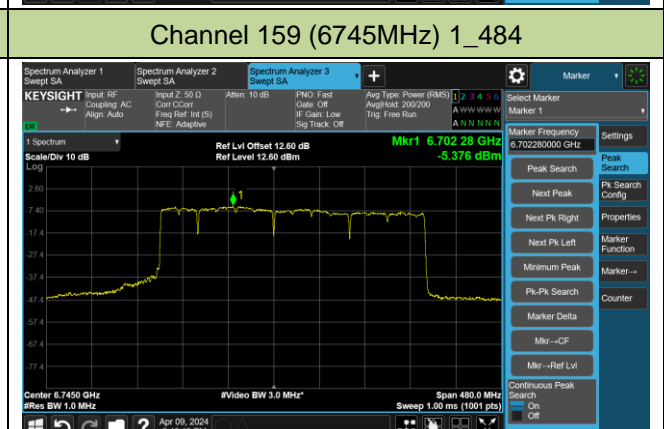 Channel 159 (6745MHz) 1_484
Spectrum Analyzer 1
Swept SA
Spectrum Analyzer 2
Swept SA
Spectrum Analyzer 3
Swept SA
+
Marker
KEYSIGHT
Input: RF
Coupling: AC
Align: Auto
Input Z: 50 Ω
Corr CCorr
Freq Ref: Int (S)
NFE: Adaptive
Atten: 10 dB
PNO: Fast
Gate: Off
IF Gain: Low
Sig Track: Off
Avg Type: Power (RMS)
Avg|Hold: 200/200
Trig: Free Run
1 2 3 4 5 6
A W W W W W
A N N N N N
Select Marker
Marker 1
1 Spectrum
Scale/Div 10 dB
Log
Ref Lvl Offset 12.60 dB
Ref Level 12.60 dBm
Mkr1 6.702 28 GHz
-5.376 dBm
2.60
-7.40
-17.4
-27.4
-37.4
-47.4
-57.4
-67.4
-77.4
1
Center 6.7450 GHz
#Res BW 1.0 MHz
#Video BW 3.0 MHz*
Span 480.0 MHz
Sweep 1.00 ms (1001 pts)
Marker Frequency
6.702280000 GHz
Peak Search
Next Peak
Next Pk Right
Next Pk Left
Minimum Peak
Pk-Pk Search
Marker Delta
Mkr→CF
Mkr→Ref Lvl
Continuous Peak
Search
On
Off
Settings
Peak
Search
Pk Search
Config
Properties
Marker
Function
Marker→
Counter
?
Apr 09, 2024